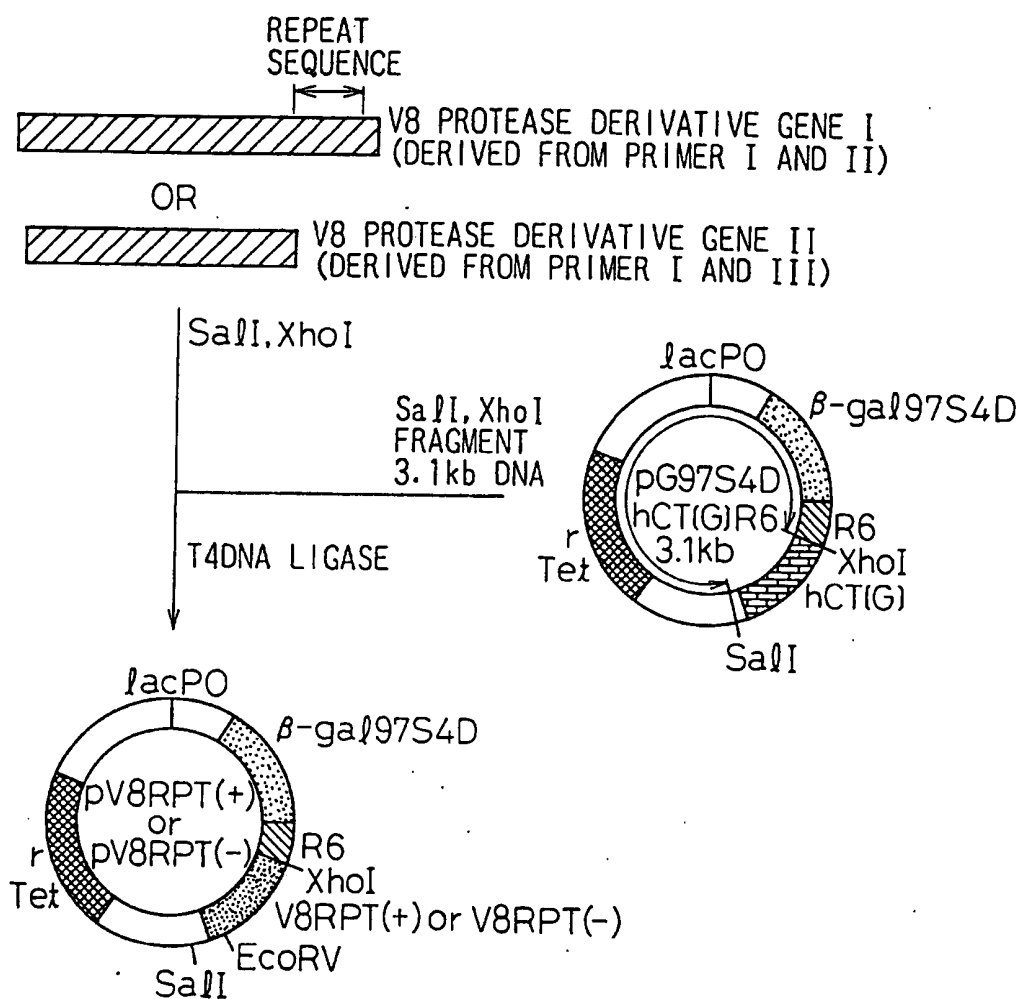 REPEAT
SEQUENCE
V8 PROTEASE DERIVATIVE GENE I
(DERIVED FROM PRIMER I AND II)
OR
V8 PROTEASE DERIVATIVE GENE II
(DERIVED FROM PRIMER I AND III)
SalI, XhoI
SalI, XhoI
FRAGMENT
3.1kb DNA
T4DNA LIGASE
lacPO
β-gal97S4D
pG97S4D
hCT(G)R6
3.1kb
R6
XhoI
hCT(G)
r
Tet
SalI
lacPO
β-gal97S4D
pV8RPT(+)
or
pV8RPT(-)
R6
XhoI
r
Tet
V8RPT(+) or V8RPT(-)
EcoRV
SalI